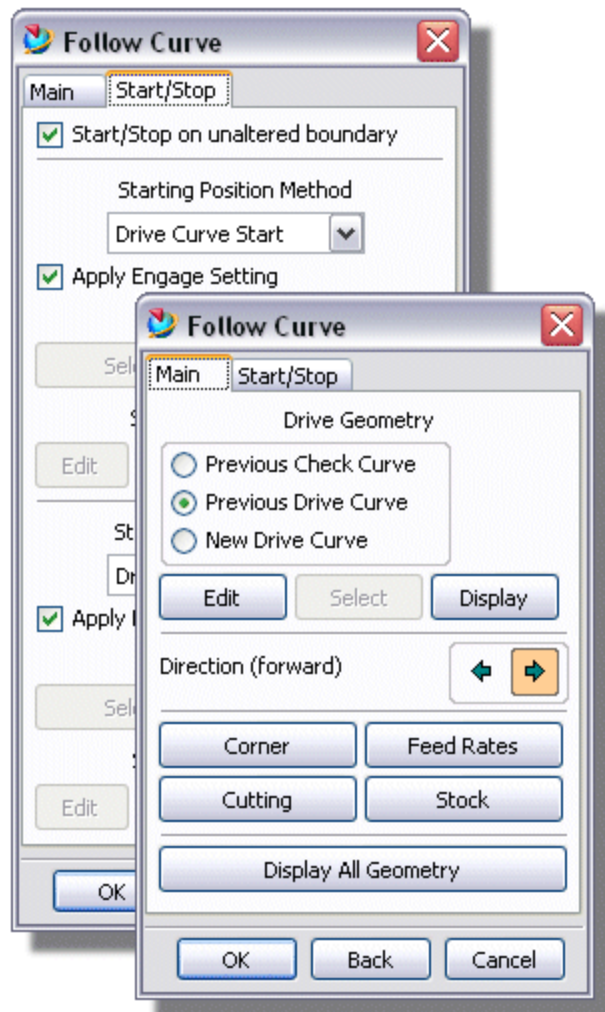 Follow Curve
Main Start/Stop
Start/Stop on unaltered boundary
Starting Position Method
Drive Curve Start
Apply Engage Setting
Edit
Apply
Edit
OK
Follow Curve
Main Start/Stop
Drive Geometry
Previous Check Curve
Previous Drive Curve
New Drive Curve
Edit Select Display
Direction (forward)
Corner Feed Rates
Cutting Stock
Display All Geometry
OK Back Cancel